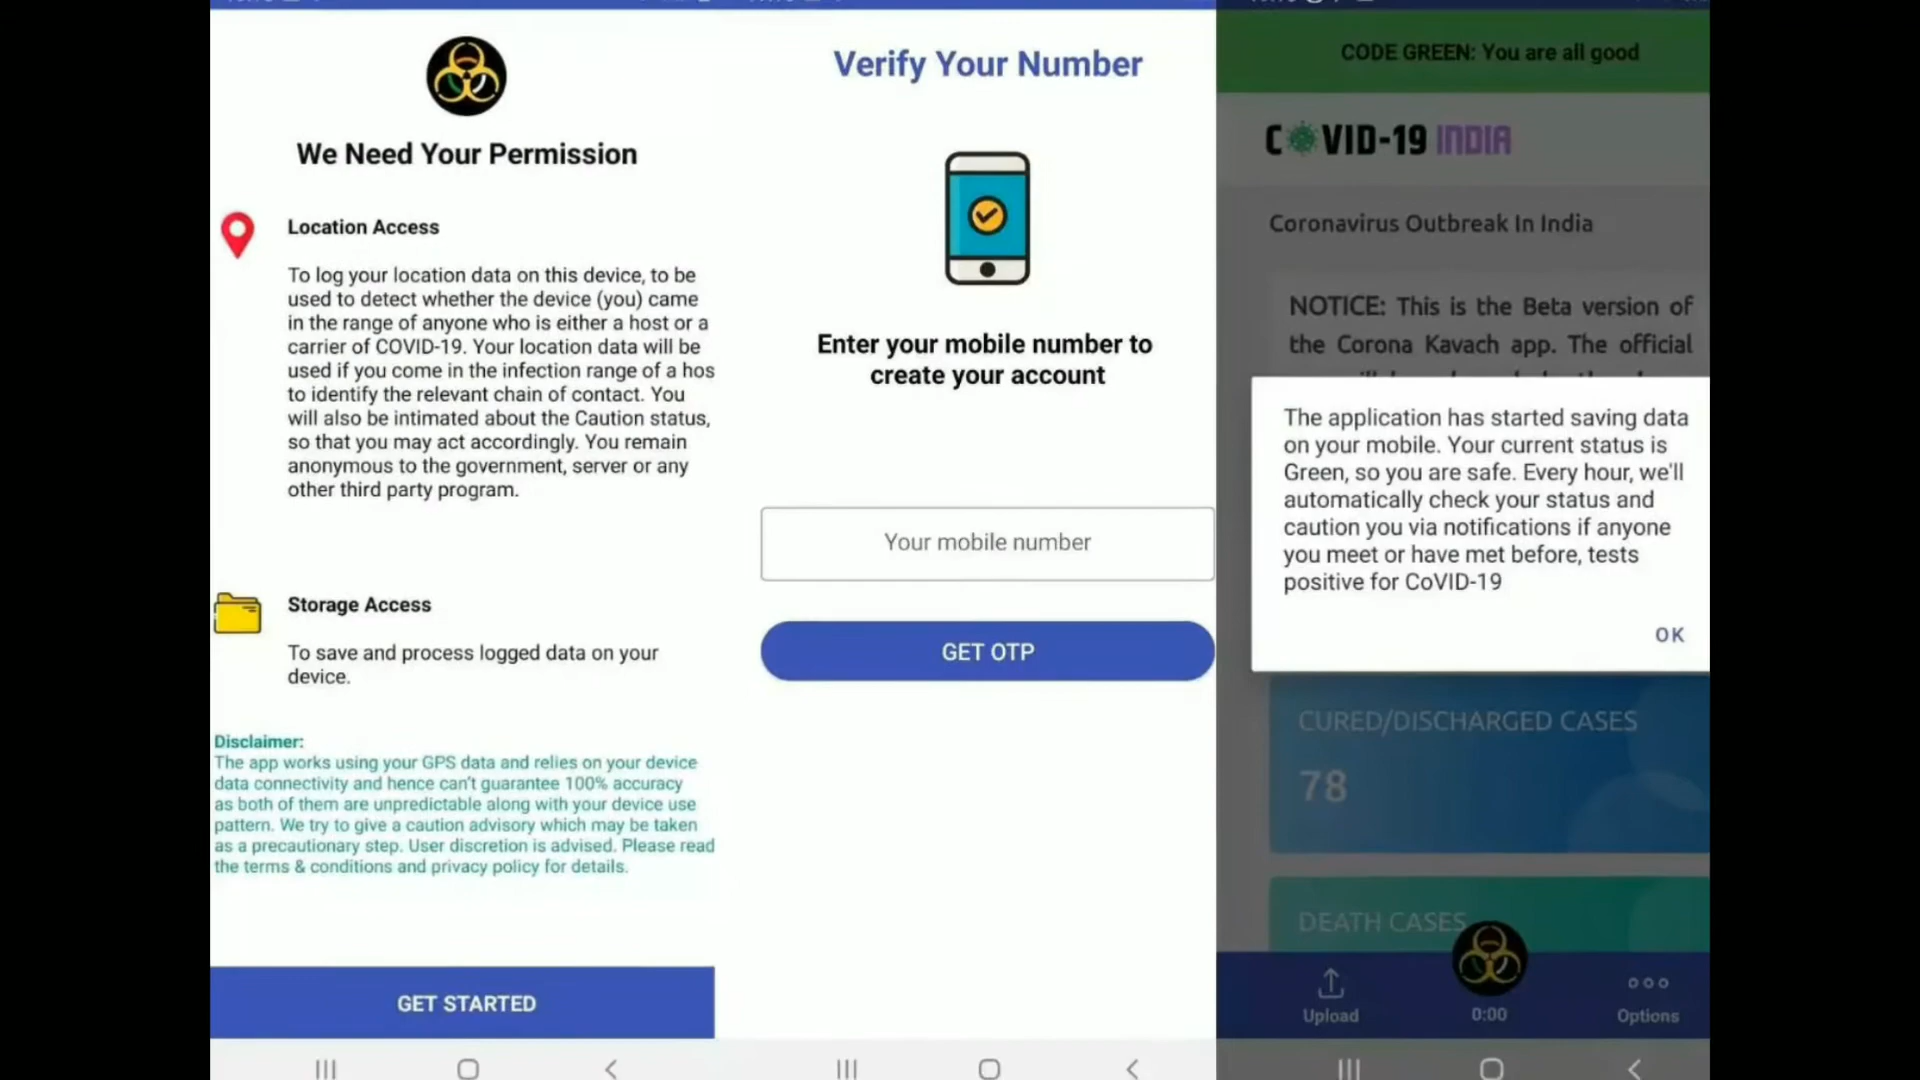 We Need Your Permission
Location Access
To log your location data on this device, to be
used to detect whether the device (you) came
in the range of anyone who is either a host or a
carrier of COVID-19. Your location data will be
used if you come in the infection range of a hos
to identify the relevant chain of contact. You
will also be intimated about the Caution status,
so that you may act accordingly. You remain
anonymous to the government, server or any
other third party program.
Storage Access
To save and process logged data on your
device.
Disclaimer:
The app works using your GPS data and relies on your device
data connectivity and hence can't guarantee 100% accuracy
as both of them are unpredictable along with your device use
pattern. We try to give a caution advisory which may be taken
as a precautionary step. User discretion is advised. Please read
the terms & conditions and privacy policy for details.
GET STARTED
Verify Your Number
Enter your mobile number to
create your account
Your mobile number
GET OTP
CODE GREEN: You are all good
COVID-19 INDIA
Coronavirus Outbreak In India
NOTICE: This is the Beta version of
the Corona Kavach app. The official
The application has started saving data
on your mobile. Your current status is
Green, so you are safe. Every hour, we'll
automatically check your status and
caution you via notifications if anyone
you meet or have met before, tests
positive for CoVID-19
OK
CURED/DISCHARGED CASES
78
DEATH CASES
Upload
0:00
Options